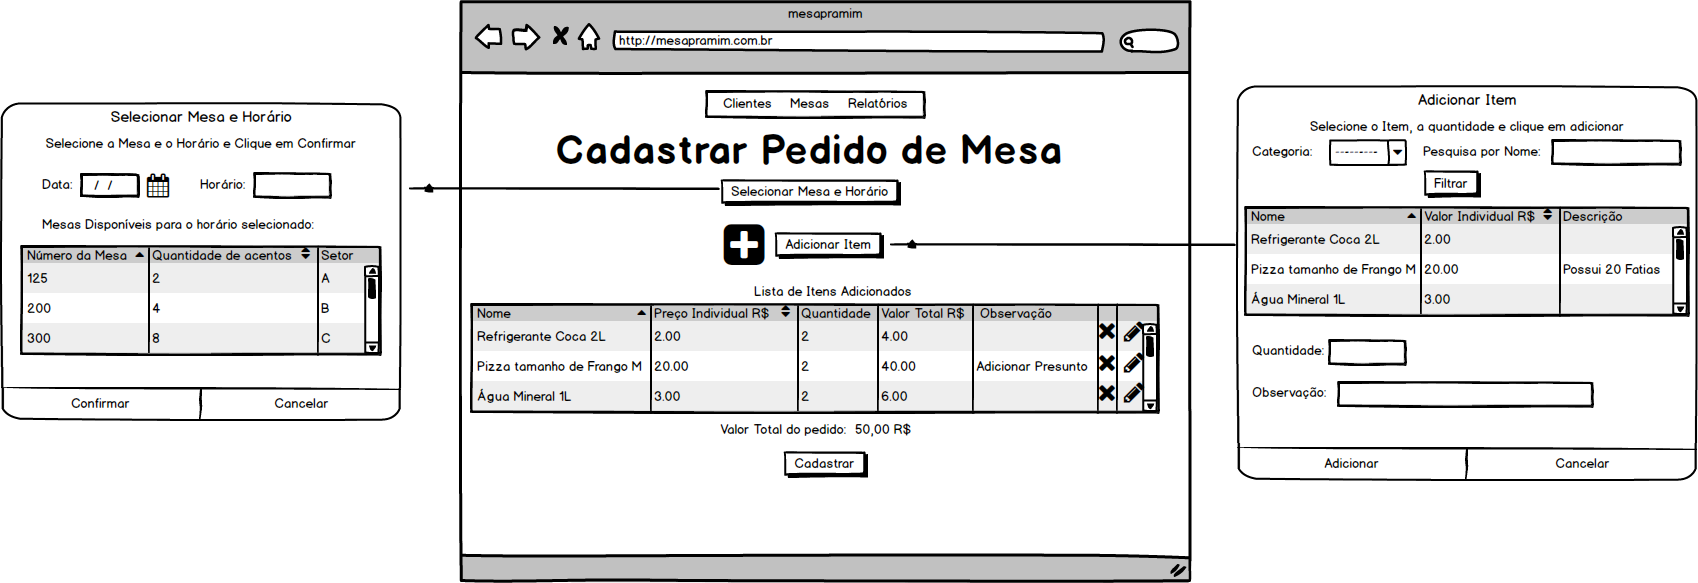 Selecionar Mesa e Horário
Selecione a Mesa e o Horário e Clique em Confirmar
Data: / / Horário:
Mesas Disponíveis para o horário selecionado:
Número da Mesa Quantidade de acentos Setor
125 2 A
200 4 B
300 8 C
Confirmar Cancelar
mesapramim
http://mesapramim.com.br
Clientes Mesas Relatórios
Cadastrar Pedido de Mesa
Selecionar Mesa e Horário
Adicionar Item
Lista de Itens Adicionados
Nome Preço Individual R$ Quantidade Valor Total R$ Observação
Refrigerante Coca 2L 2.00 2 4.00
Pizza tamanho de Frango M 20.00 2 40.00 Adicionar Presunto
Água Mineral 1L 3.00 2 6.00
Valor Total do pedido: 50,00 R$
Cadastrar
Adicionar Item
Selecione o Item, a quantidade e clique em adicionar
Categoria: -------- Pesquisa por Nome:
Filtrar
Nome Valor Individual R$ Descrição
Refrigerante Coca 2L 2.00
Pizza tamanho de Frango M 20.00 Possui 20 Fatias
Água Mineral 1L 3.00
Quantidade:
Observação:
Adicionar Cancelar